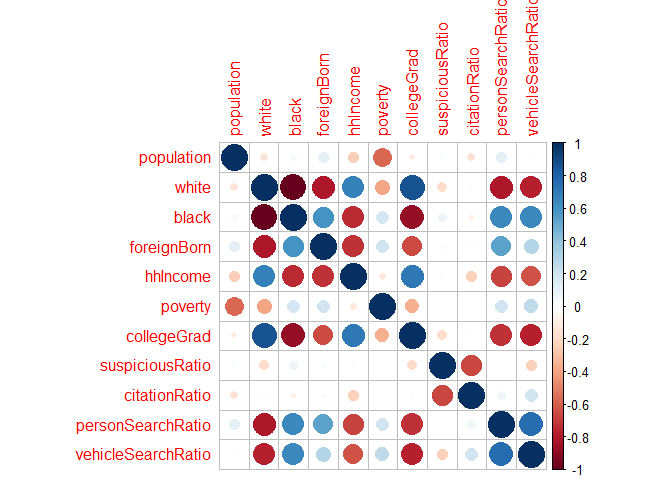 population
white
black
foreignBorn
hhIncome
poverty
collegeGrad
suspiciousRatio
citationRatio
personSearchRatio
vehicleSearchRatio
population
white
black
foreignBorn
hhIncome
poverty
collegeGrad
suspiciousRatio
citationRatio
personSearchRatio
vehicleSearchRatio
1
0.8
0.6
0.4
0.2
0
-0.2
-0.4
-0.6
-0.8
-1